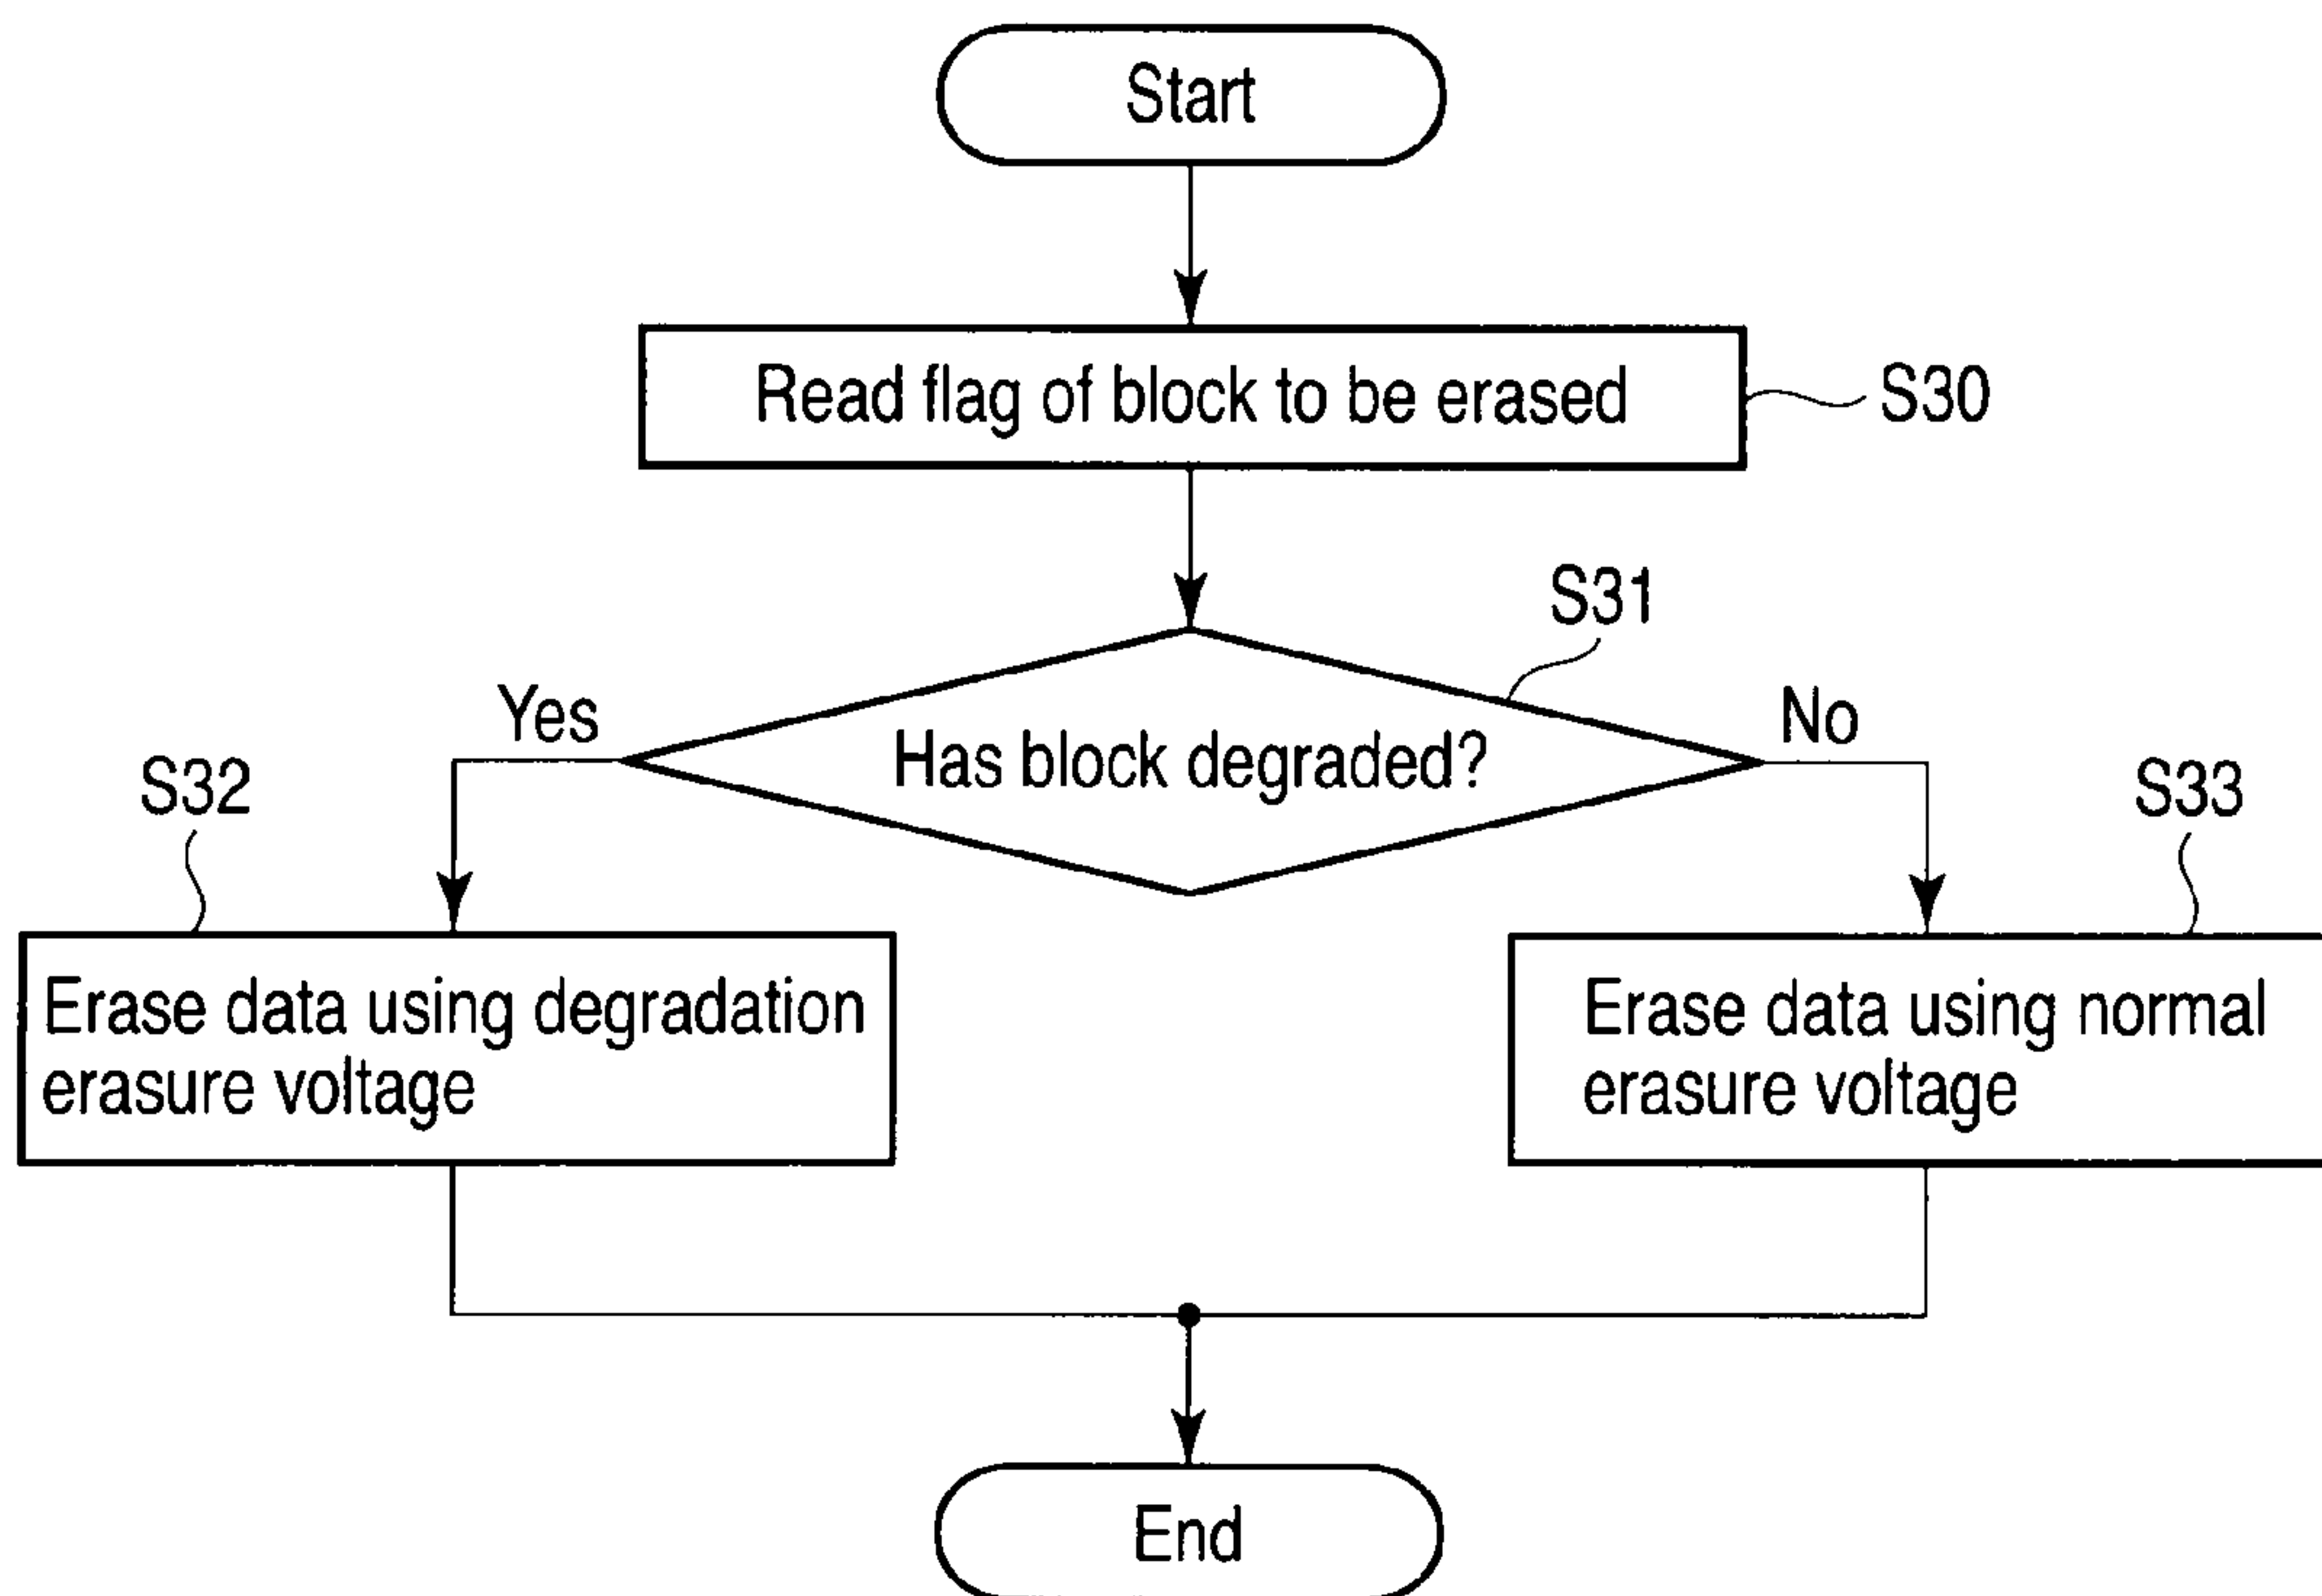 Start
Read flag of block to be erased
S30
S31
Yes
Has block degraded?
No
S32
S33
Erase data using degradation
erasure voltage
Erase data using normal
erasure voltage
End